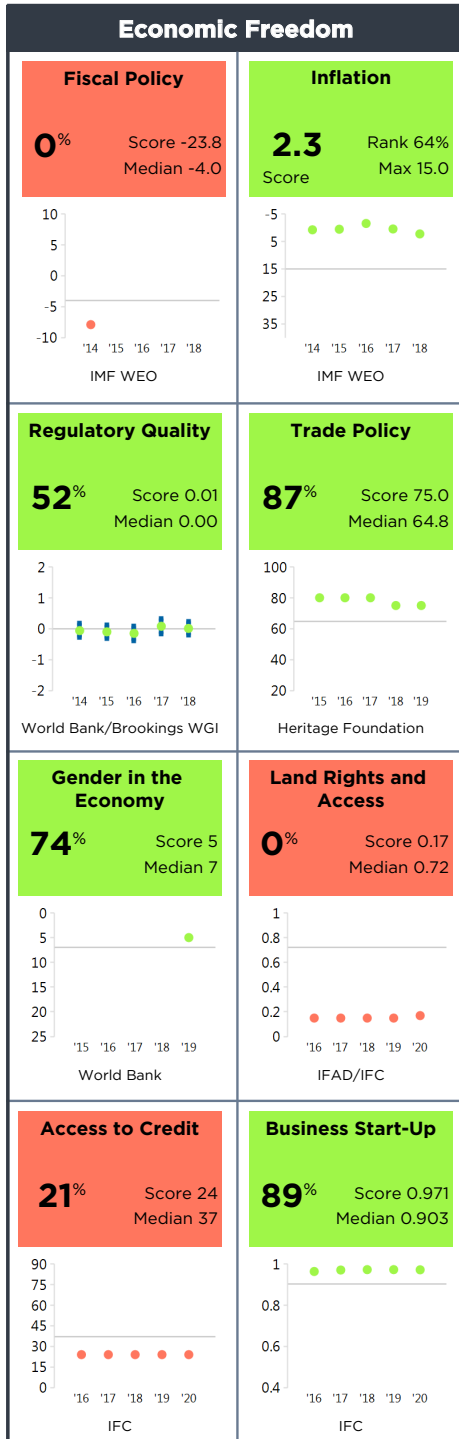 Economic Freedom
Fiscal Policy
0%
Score -23.8
Median -4.0
10
5
0
-5
-10
'14 '15 '16 '17 '18
IMF WEO
Inflation
2.3
Score
Rank 64%
Max 15.0
-5
5
15
25
35
'14 '15 '16 '17 '18
IMF WEO
Regulatory Quality
52%
Score 0.01
Median 0.00
2
1
0
-1
-2
'14 '15 '16 '17 '18
World Bank/Brookings WGI
Trade Policy
87%
Score 75.0
Median 64.8
100
80
60
40
20
'15 '16 '17 '18 '19
Heritage Foundation
Gender in the
Economy
74%
Score 5
Median 7
0
5
10
15
20
25
'15 '16 '17 '18 '19
World Bank
Land Rights and
Access
0%
Score 0.17
Median 0.72
1
0.8
0.6
0.4
0.2
0
'16 '17 '18 '19 '20
IFAD/IFC
Access to Credit
21%
Score 24
Median 37
90
75
60
45
30
15
0
'16 '17 '18 '19 '20
IFC
Business Start-Up
89%
Score 0.971
Median 0.903
1
0.8
0.6
0.4
'16 '17 '18 '19 '20
IFC